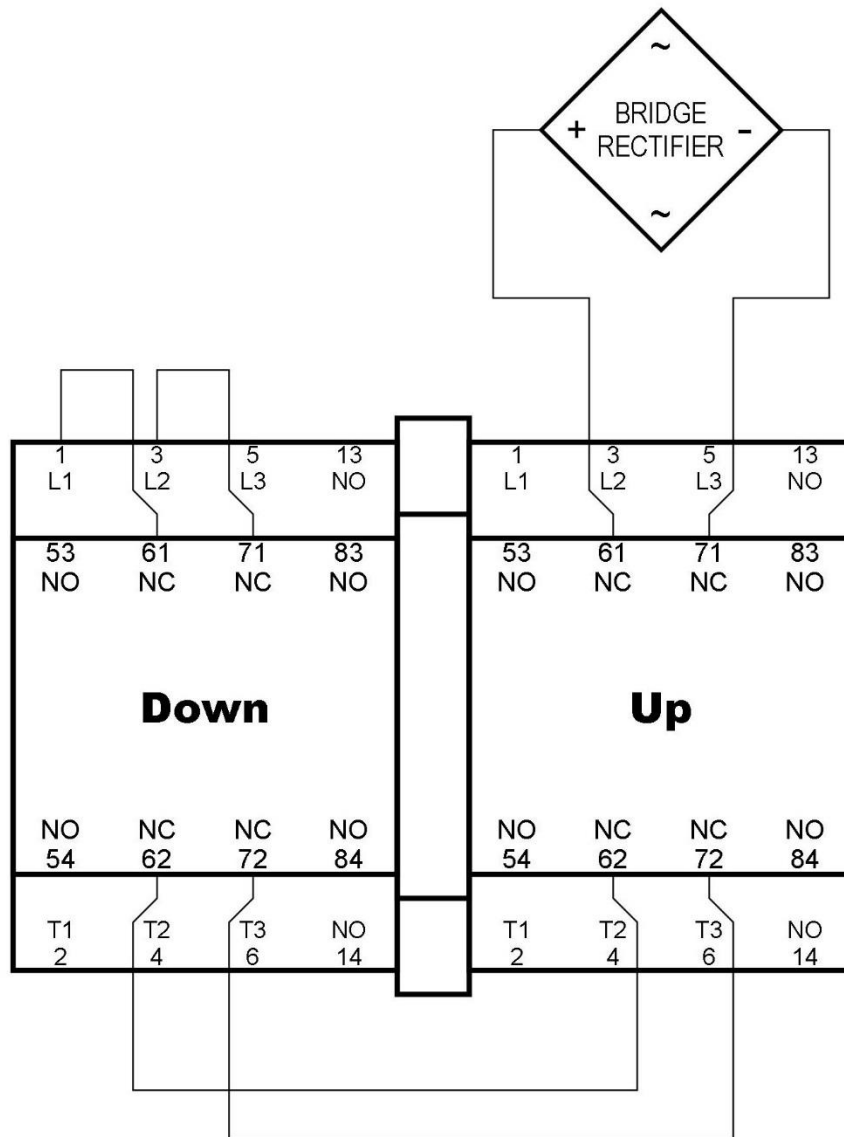 ~
BRIDGE
+ RECTIFIER -
~
1 3 5 13 1 3 5 13
L1 L2 L3 NO L1 L2 L3 NO
53 61 71 83 53 61 71 83
NO NC NC NO NO NC NC NO
Down Up
NO NC NC NO NO NC NC NO
54 62 72 84 54 62 72 84
T1 T2 T3 NO T1 T2 T3 NO
2 4 6 14 2 4 6 14